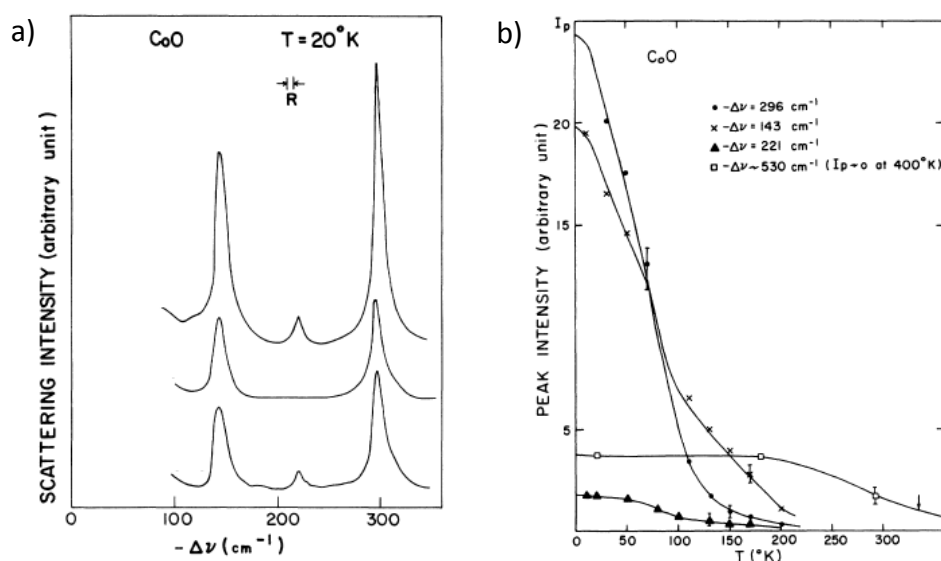 a)
CoO
T = 20°K
R
SCATTERING INTENSITY (arbitrary unit)
0
100
200
300
- Δν (cm⁻¹)
b)
Ip
CoO
-Δν = 296 cm⁻¹
-Δν = 143 cm⁻¹
-Δν = 221 cm⁻¹
-Δν ~ 530 cm⁻¹ (Ip→0 at 400°K)
PEAK INTENSITY (arbitrary unit)
20
15
5
0
50
100
150
200
250
300
T (°K)